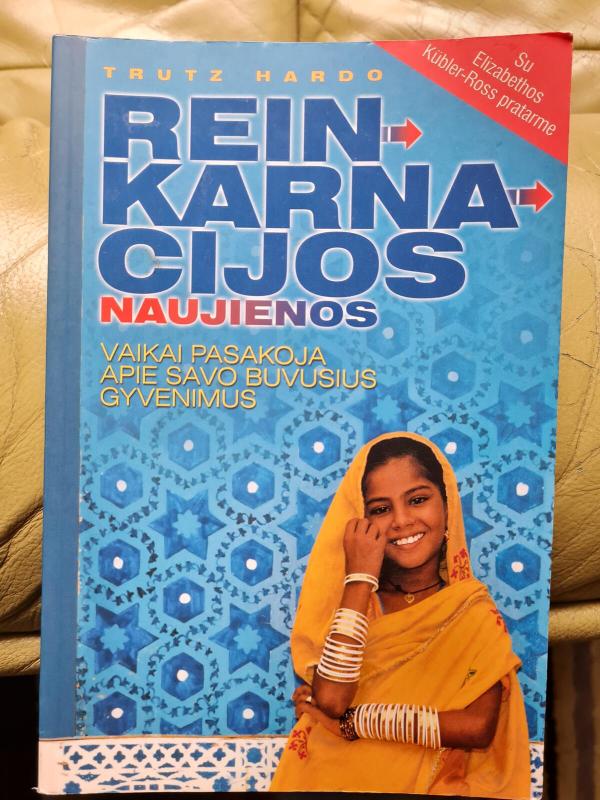 TRUTZ HARDO
Su
Elizabethos
Kübler-Ross pratarme
REIN-
KARNA-
CIJOS
NAUJIENOS
VAIKAI PASAKOJA
APIE SAVO BUVUSIUS
GYVENIMUS